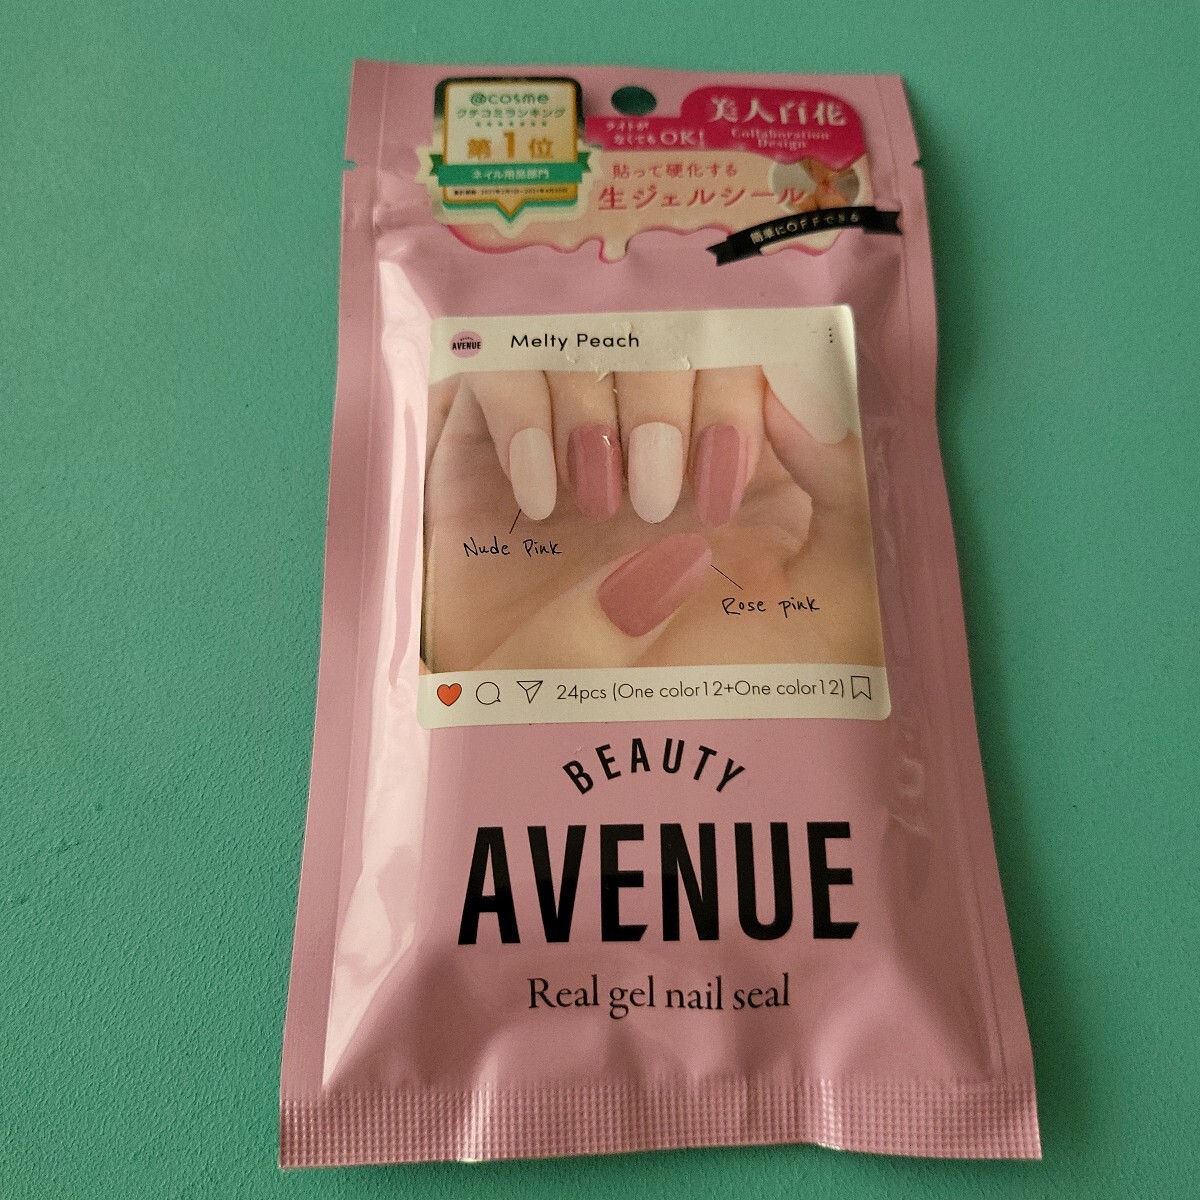 @cosme
クチコミランキング
第1位
ネイル用品部門
ライトが
なくてもOK!
美人百花
Collaboration
Design
貼って硬化する
生ジェルシール
簡単にOFFできる
AVENUE
Melty Peach
Nude Pink
Rose pink
24pcs (One color12+One color12)
BEAUTY
AVENUE
Real gel nail seal